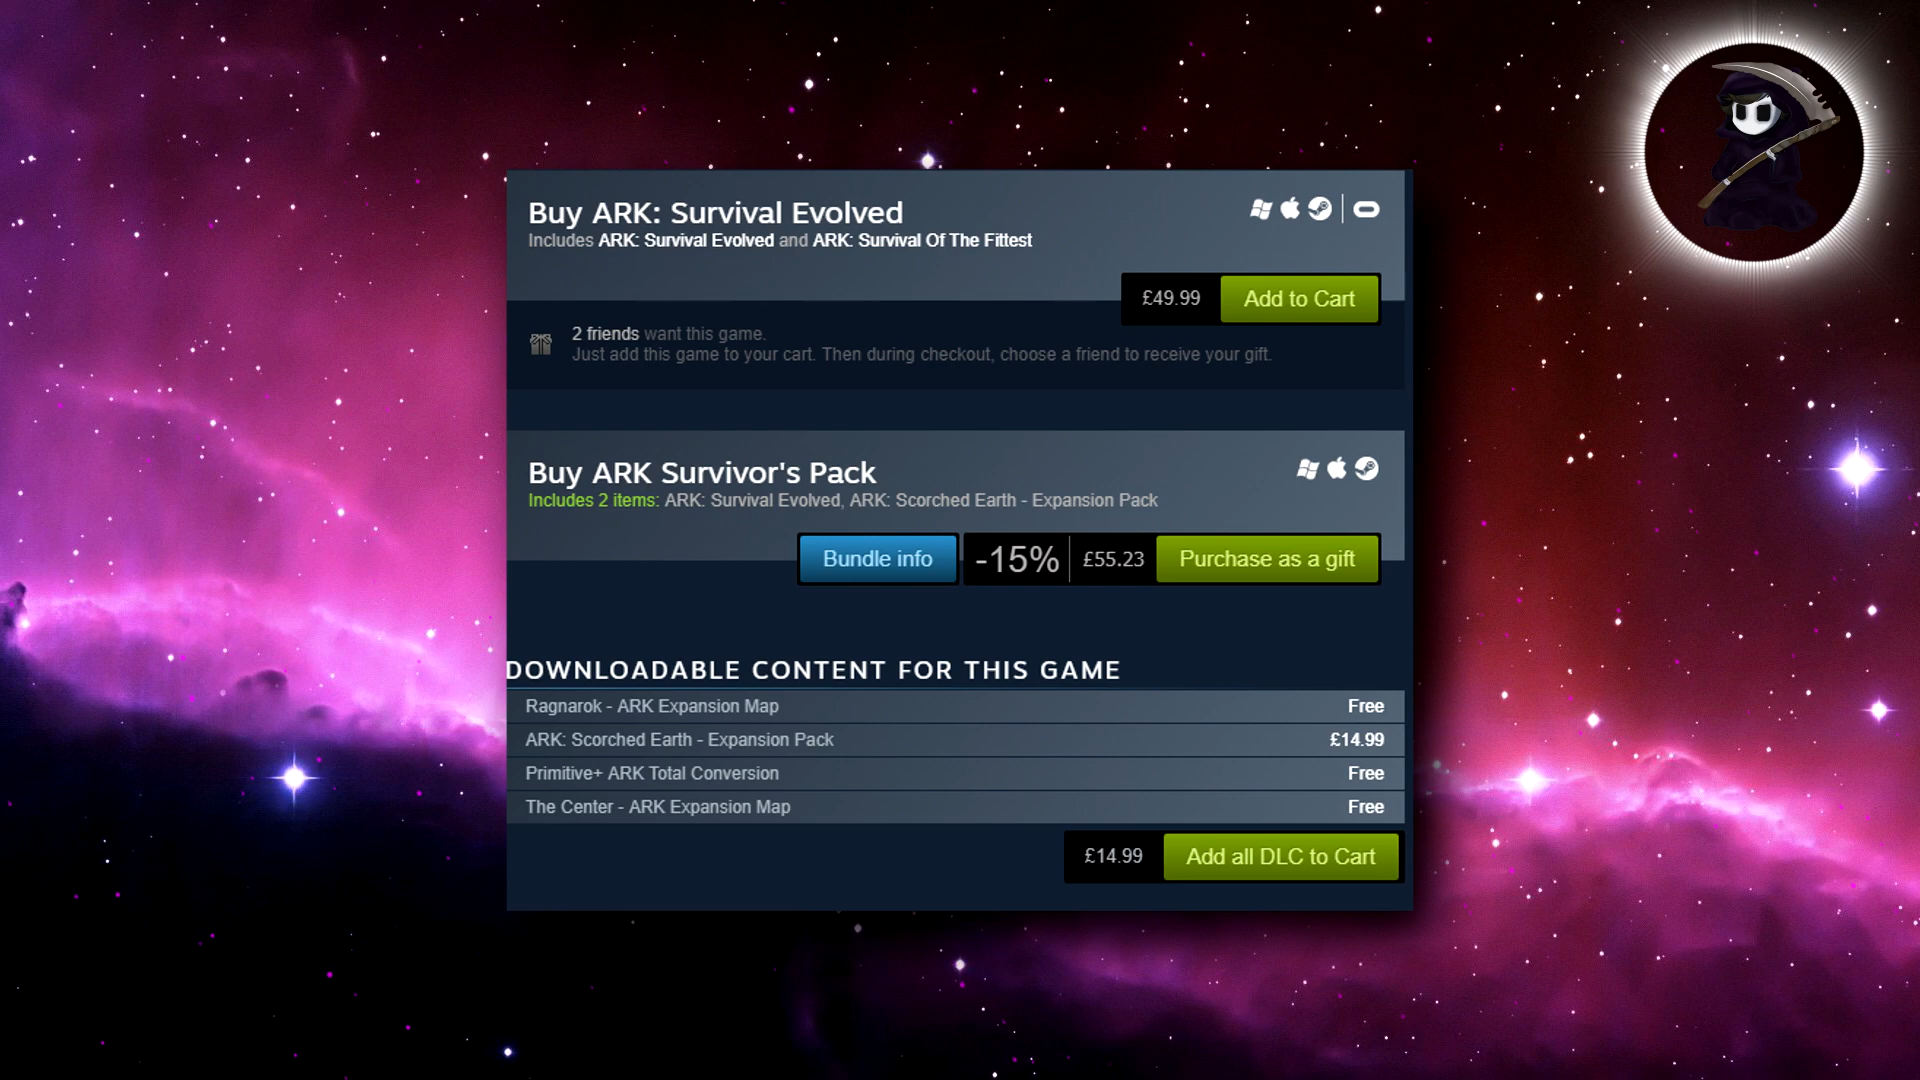 Buy ARK: Survival Evolved
Includes ARK: Survival Evolved and ARK: Survival Of The Fittest
£49.99 Add to Cart
2 friends want this game.
Just add this game to your cart. Then during checkout, choose a friend to receive your gift.
Buy ARK Survivor's Pack
Includes 2 items: ARK: Survival Evolved, ARK: Scorched Earth - Expansion Pack
Bundle info -15% £55.23 Purchase as a gift
DOWNLOADABLE CONTENT FOR THIS GAME
Ragnarok - ARK Expansion Map Free
ARK: Scorched Earth - Expansion Pack £14.99
Primitive+ ARK Total Conversion Free
The Center - ARK Expansion Map Free
£14.99 Add all DLC to Cart